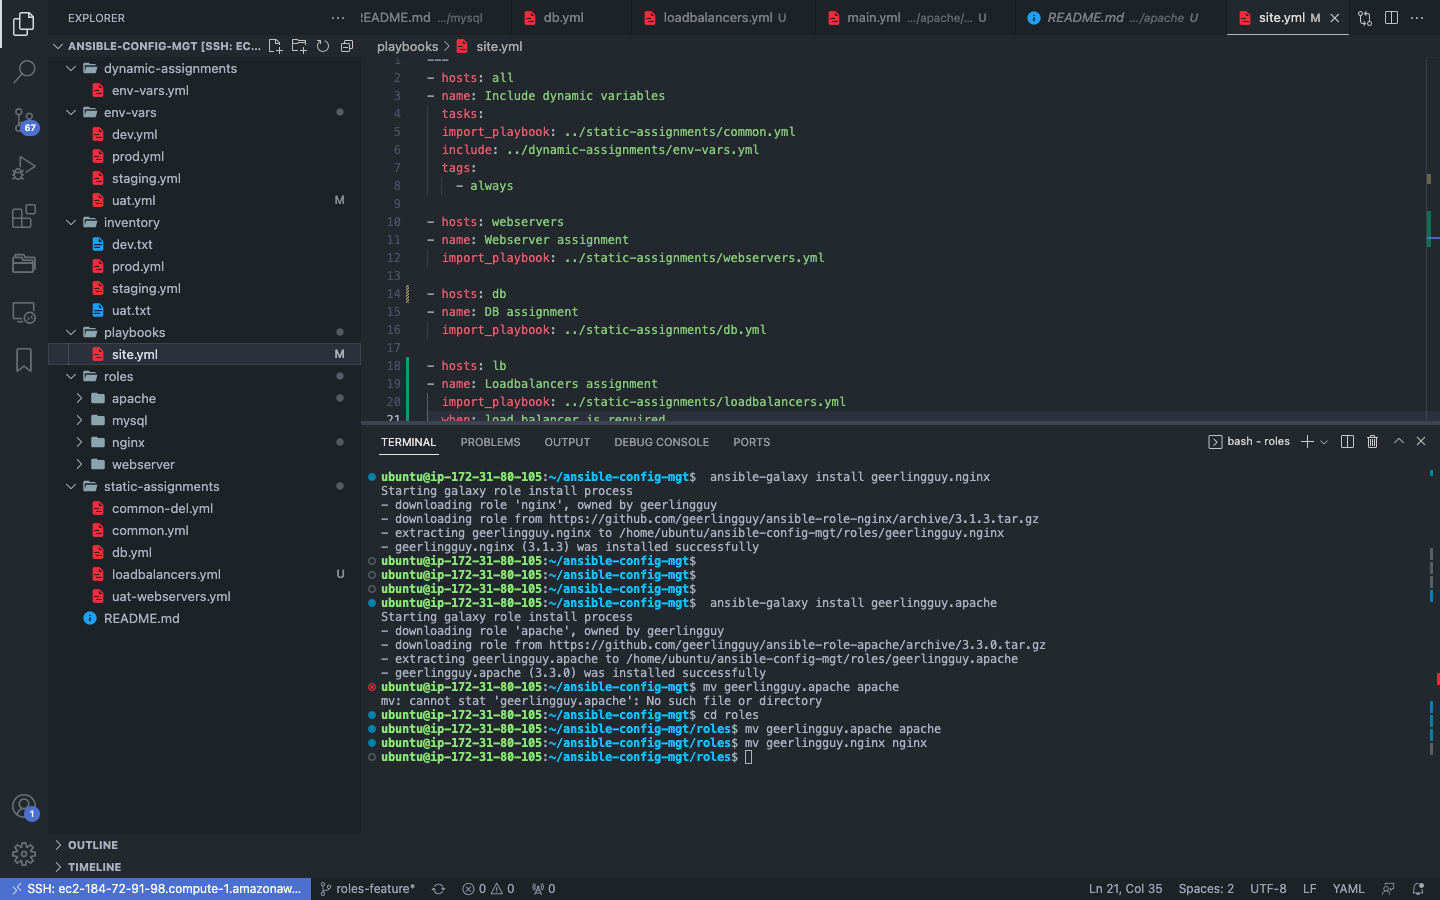 EXPLORER
README.md .../mysql
db.yml
loadbalancers.yml U
main.yml .../apache/... U
README.md .../apache U
site.yml M
ANSIBLE-CONFIG-MGT [SSH: EC...
dynamic-assignments
env-vars.yml
env-vars
dev.yml
prod.yml
staging.yml
uat.yml M
inventory
dev.txt
prod.yml
staging.yml
uat.txt
playbooks
site.yml M
roles
apache
mysql
nginx
webserver
static-assignments
common-del.yml
common.yml
db.yml
loadbalancers.yml U
uat-webservers.yml
README.md
OUTLINE
TIMELINE
67
1
playbooks > site.yml
1 ---
2 - hosts: all
3 - name: Include dynamic variables
4 tasks:
5 import_playbook: ../static-assignments/common.yml
6 include: ../dynamic-assignments/env-vars.yml
7 tags:
8 - always
9
10 - hosts: webservers
11 - name: Webserver assignment
12 import_playbook: ../static-assignments/webservers.yml
13
14 - hosts: db
15 - name: DB assignment
16 import_playbook: ../static-assignments/db.yml
17
18 - hosts: lb
19 - name: Loadbalancers assignment
20 import_playbook: ../static-assignments/loadbalancers.yml
21 when: load_balancer_is_required
TERMINAL PROBLEMS OUTPUT DEBUG CONSOLE PORTS
bash - roles
ubuntu@ip-172-31-80-105:~/ansible-config-mgt$ ansible-galaxy install geerlingguy.nginx
Starting galaxy role install process
- downloading role 'nginx', owned by geerlingguy
- downloading role from https://github.com/geerlingguy/ansible-role-nginx/archive/3.1.3.tar.gz
- extracting geerlingguy.nginx to /home/ubuntu/ansible-config-mgt/roles/geerlingguy.nginx
- geerlingguy.nginx (3.1.3) was installed successfully
ubuntu@ip-172-31-80-105:~/ansible-config-mgt$
ubuntu@ip-172-31-80-105:~/ansible-config-mgt$
ubuntu@ip-172-31-80-105:~/ansible-config-mgt$
ubuntu@ip-172-31-80-105:~/ansible-config-mgt$ ansible-galaxy install geerlingguy.apache
Starting galaxy role install process
- downloading role 'apache', owned by geerlingguy
- downloading role from https://github.com/geerlingguy/ansible-role-apache/archive/3.3.0.tar.gz
- extracting geerlingguy.apache to /home/ubuntu/ansible-config-mgt/roles/geerlingguy.apache
- geerlingguy.apache (3.3.0) was installed successfully
ubuntu@ip-172-31-80-105:~/ansible-config-mgt$ mv geerlingguy.apache apache
mv: cannot stat 'geerlingguy.apache': No such file or directory
ubuntu@ip-172-31-80-105:~/ansible-config-mgt$ cd roles
ubuntu@ip-172-31-80-105:~/ansible-config-mgt/roles$ mv geerlingguy.apache apache
ubuntu@ip-172-31-80-105:~/ansible-config-mgt/roles$ mv geerlingguy.nginx nginx
ubuntu@ip-172-31-80-105:~/ansible-config-mgt/roles$
SSH: ec2-184-72-91-98.compute-1.amazonaw... roles-feature* 0 0 0 Ln 21, Col 35 Spaces: 2 UTF-8 LF YAML